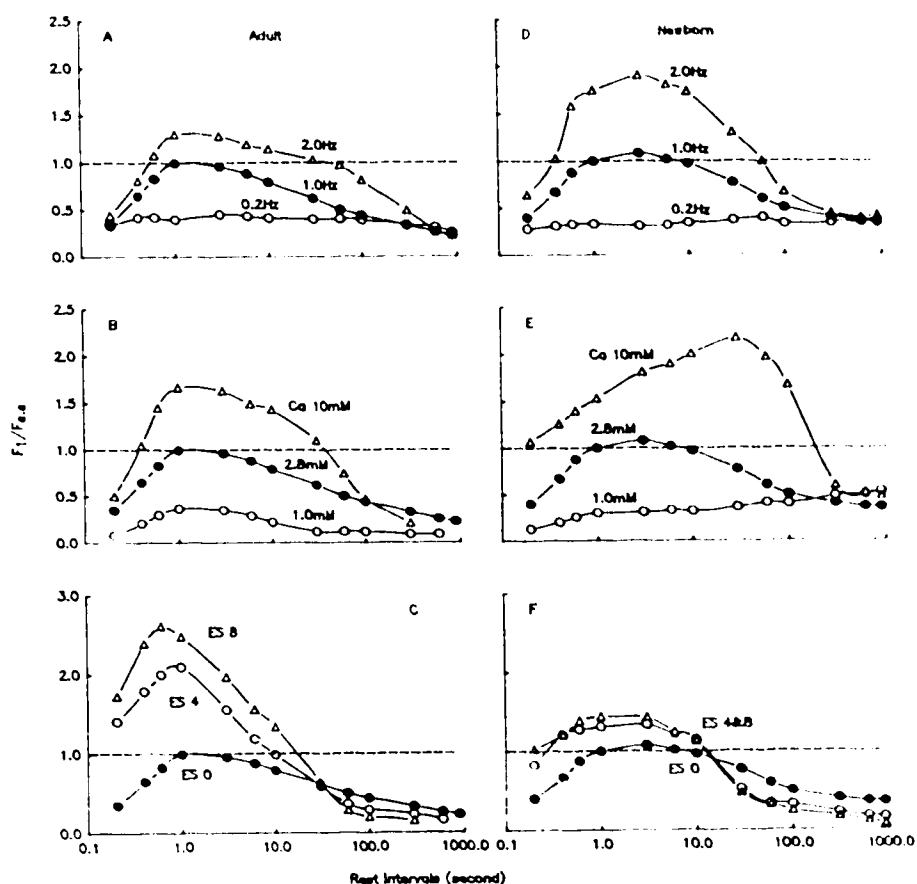 A Adult
2.5
2.0
1.5
1.0
0.5
0.0
2.0Hz
1.0Hz
0.2Hz
D Newborn
2.0Hz
1.0Hz
0.2Hz
B
2.5
2.0
1.5
1.0
0.5
0.0
Ca 10mM
2.8mM
1.0mM
E
Ca 10mM
2.8mM
1.0mM
F₁/Fₑ.ₐ
C
3.0
2.0
1.0
0.0
ES 8
ES 4
ES 0
F
ES 4&8
ES 0
0.1 1.0 10.0 100.0 1000.0
0.1 1.0 10.0 100.0 1000.0
Rest Intervals (second)